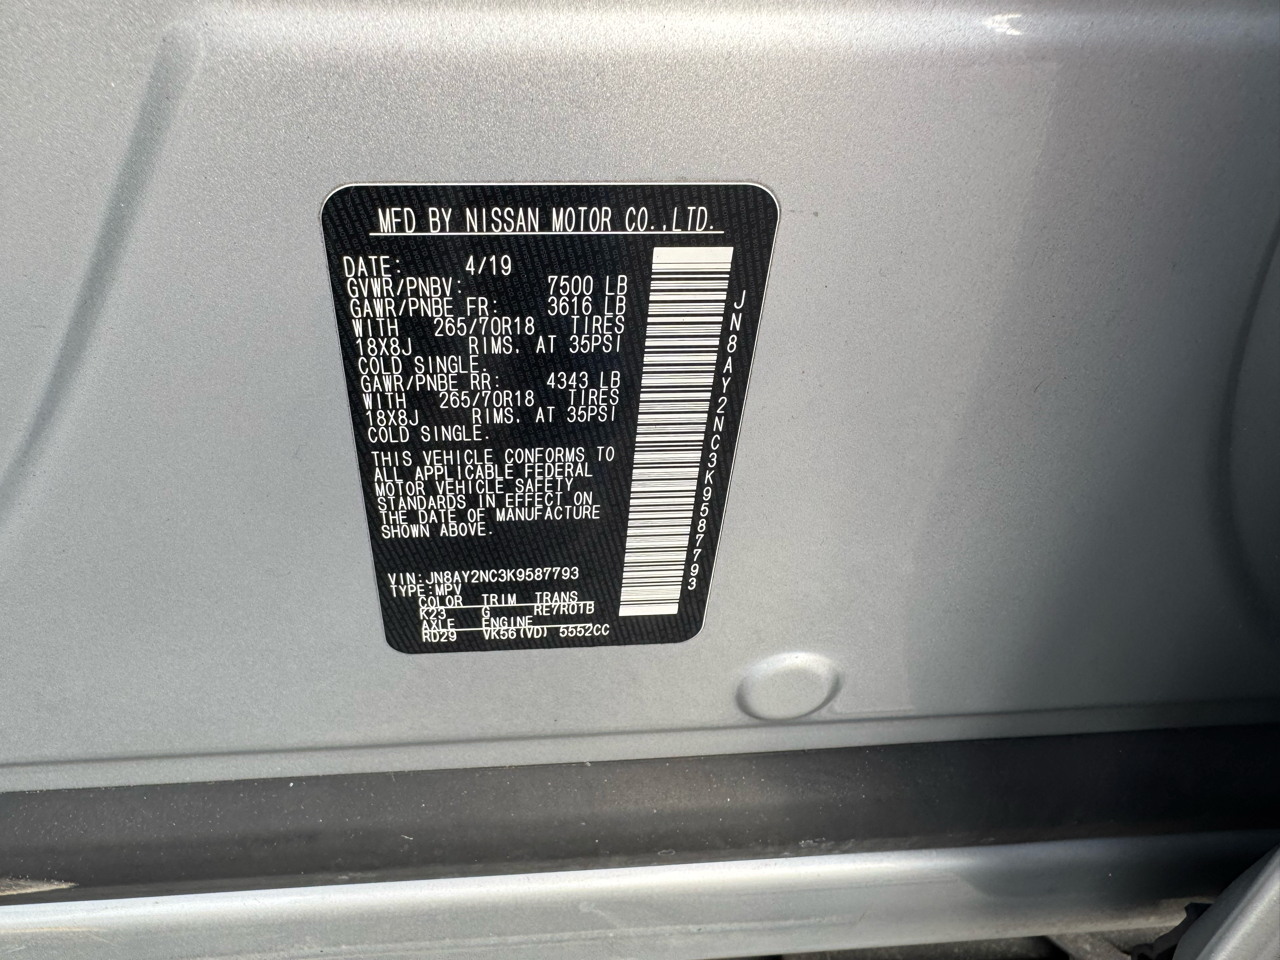 MFD BY NISSAN MOTOR CO.,LTD.
DATE: 4/19
GVWR/PNBV: 7500 LB
GAWR/PNBE FR: 3616 LB
WITH 265/70R18 TIRES
18X8J RIMS. AT 35PSI
COLD SINGLE.
GAWR/PNBE RR: 4343 LB
WITH 265/70R18 TIRES
18X8J RIMS. AT 35PSI
COLD SINGLE.
THIS VEHICLE CONFORMS TO
ALL APPLICABLE FEDERAL
MOTOR VEHICLE SAFETY
STANDARDS IN EFFECT ON
THE DATE OF MANUFACTURE
SHOWN ABOVE.
VIN:JN8AY2NC3K9587793
TYPE:MPV
COLOR TRIM TRANS
K23 G RE7R01B
AXLE ENGINE
RD29 VK56(VD) 5552CC
JN8AY2NC3K9587793